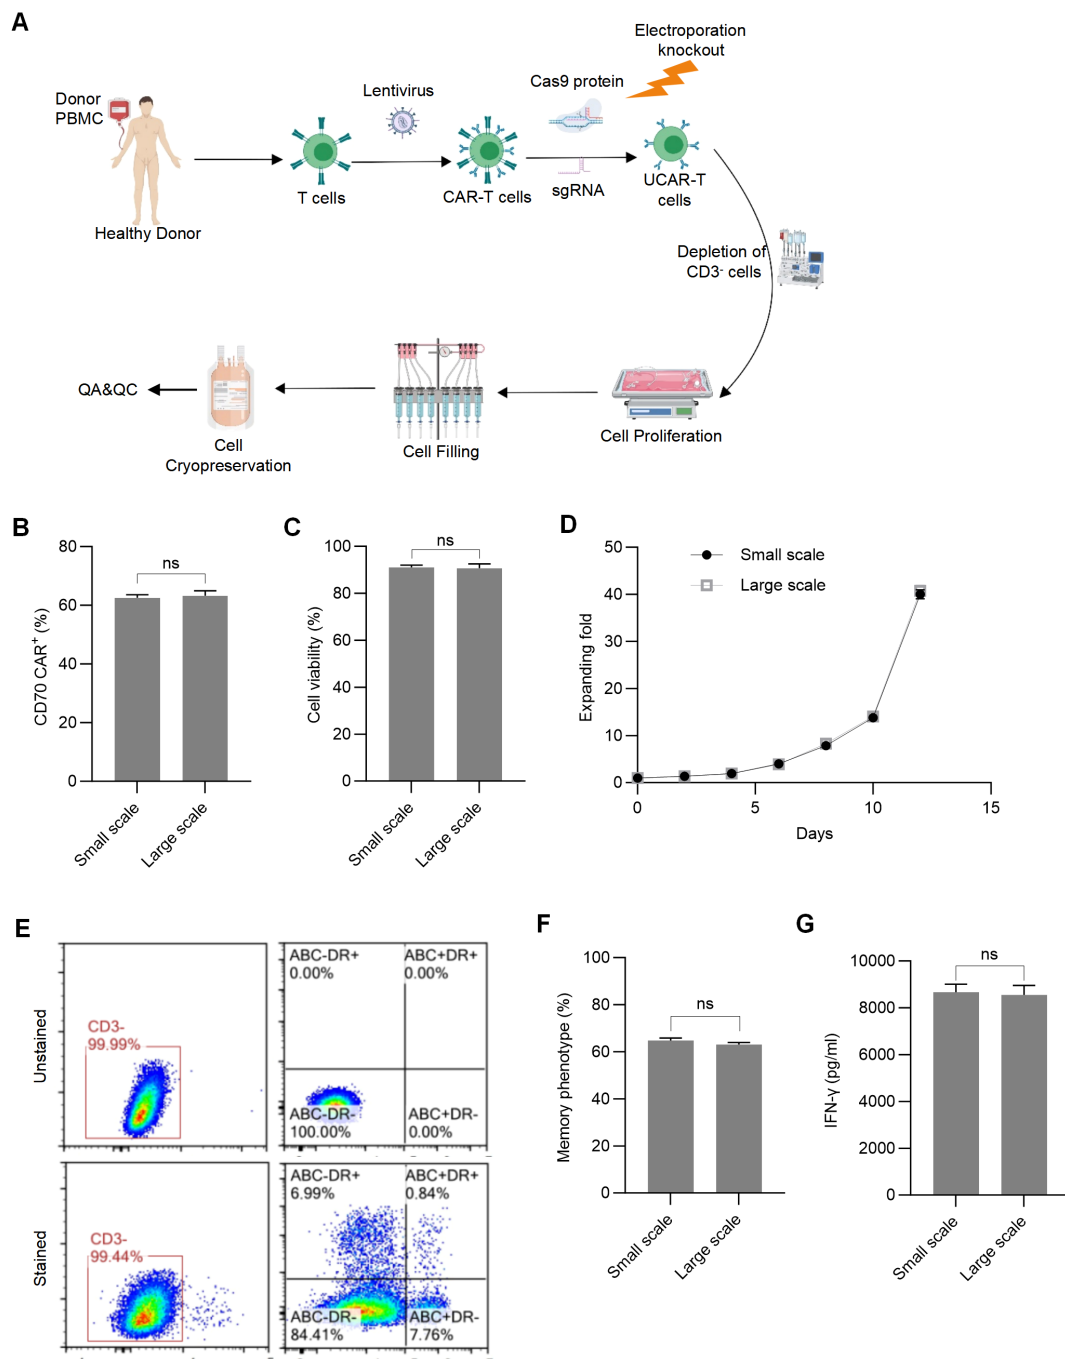 A
Electroporation
knockout
Donor
PBMC
Lentivirus
Cas9 protein
T cells
CAR-T cells
sgRNA
UCAR-T
cells
Healthy Donor
Depletion of
CD3- cells
QA&QC
Cell
Cryopreservation
Cell Filling
Cell Proliferation
B
CD70 CAR+ (%)
80
60
40
20
0
ns
Small scale
Large scale
C
Cell viability (%)
100
80
60
40
20
0
ns
Small scale
Large scale
D
Expanding fold
50
40
30
20
10
0
Small scale
Large scale
0
5
10
15
Days
E
Unstained
CD3-
99.99%
ABC-DR+
0.00%
ABC+DR+
0.00%
ABC-DR-
100.00%
ABC+DR-
0.00%
Stained
CD3-
99.44%
ABC-DR+
6.99%
ABC+DR+
0.84%
ABC-DR-
84.41%
ABC+DR-
7.76%
F
Memory phenotype (%)
100
80
60
40
20
0
ns
Small scale
Large scale
G
IFN-γ (pg/ml)
10000
8000
6000
4000
2000
0
ns
Small scale
Large scale